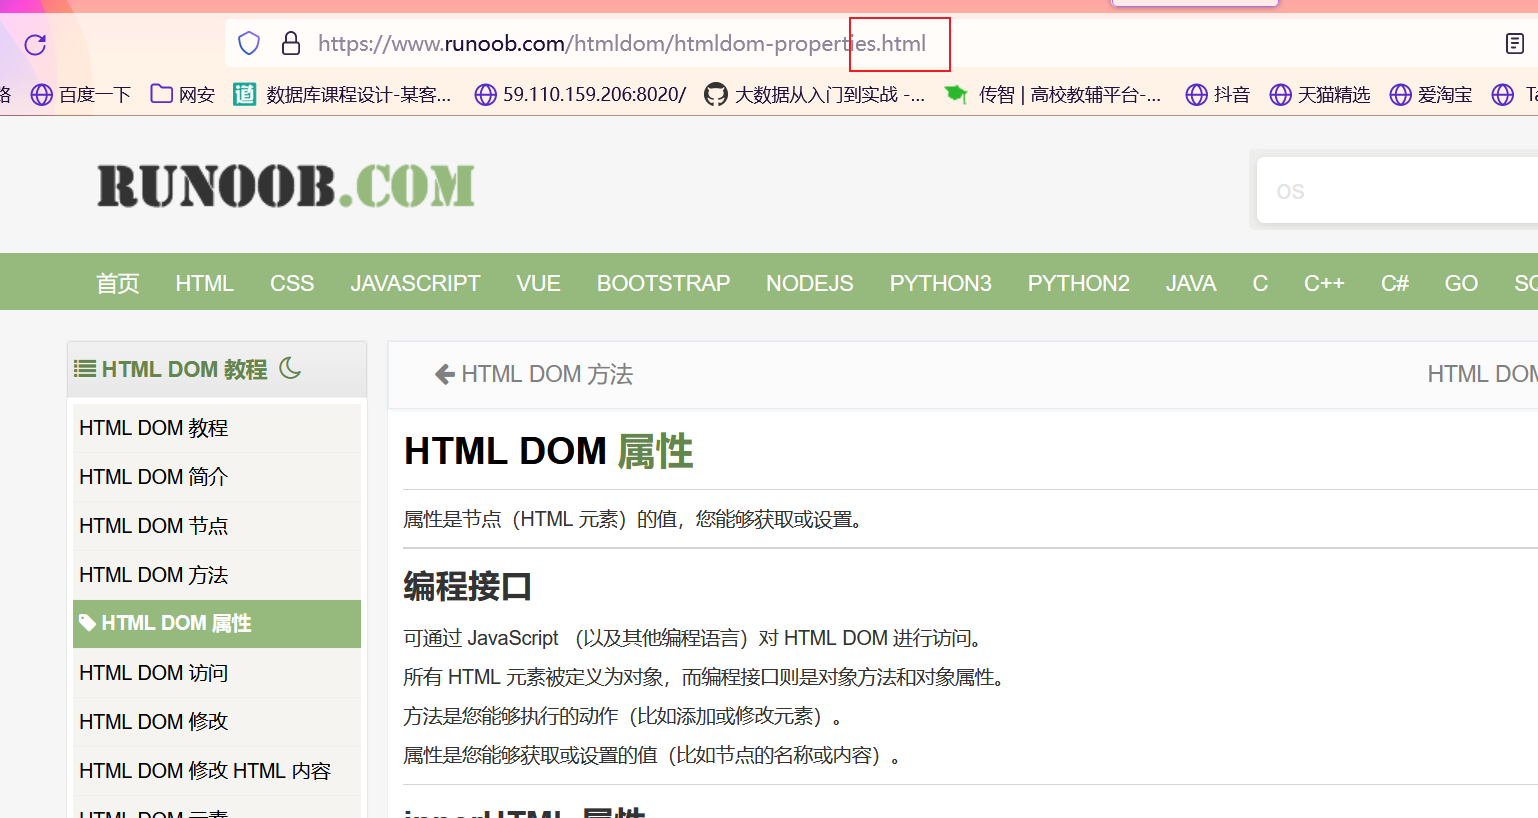 https://www.runoob.com/htmldom/htmldom-properties.html
百度一下 网安 数据库课程设计-某客... 59.110.159.206:8020/ 大数据从入门到实战 -... 传智 | 高校教辅平台-... 抖音 天猫精选 爱淘宝
RUNOOB.COM
os
首页 HTML CSS JAVASCRIPT VUE BOOTSTRAP NODEJS PYTHON3 PYTHON2 JAVA C C++ C# GO
HTML DOM 教程
HTML DOM 教程
HTML DOM 简介
HTML DOM 节点
HTML DOM 方法
HTML DOM 属性
HTML DOM 访问
HTML DOM 修改
HTML DOM 修改 HTML 内容
HTML DOM 元素
HTML DOM 方法
HTML DOM
HTML DOM 属性
属性是节点（HTML 元素）的值，您能够获取或设置。
编程接口
可通过 JavaScript （以及其他编程语言）对 HTML DOM 进行访问。
所有 HTML 元素被定义为对象，而编程接口则是对象方法和对象属性。
方法是您能够执行的动作（比如添加或修改元素）。
属性是您能够获取或设置的值（比如节点的名称或内容）。
innerHTML 属性